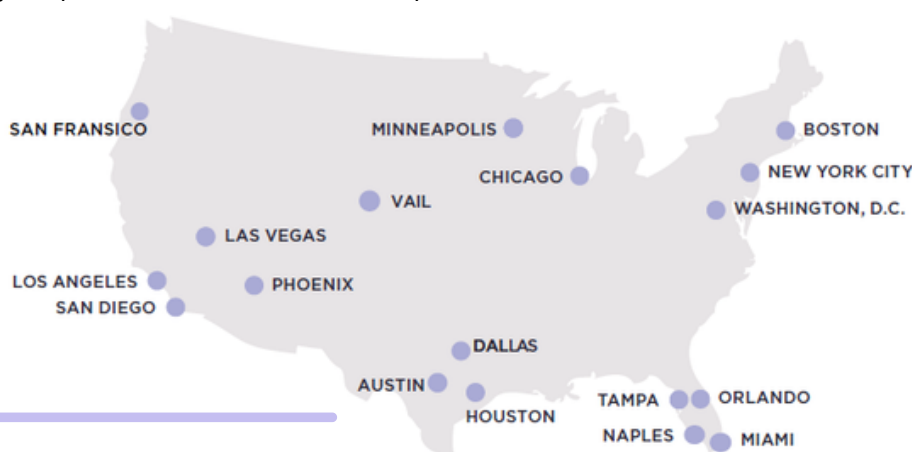 SAN FRANSICO
MINNEAPOLIS
BOSTON
CHICAGO
NEW YORK CITY
VAIL
WASHINGTON, D.C.
LAS VEGAS
LOS ANGELES
PHOENIX
SAN DIEGO
DALLAS
AUSTIN
HOUSTON
TAMPA
ORLANDO
NAPLES
MIAMI